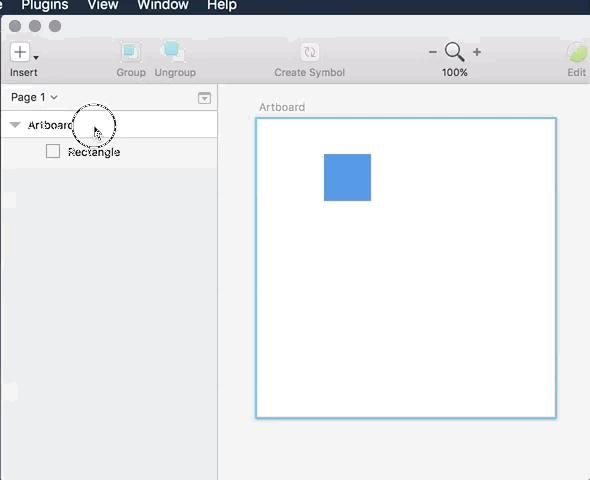 Plugins View Window Help
Insert Group Ungroup Create Symbol 100% Edit
Page 1
Artboard
Artboard
Rectangle